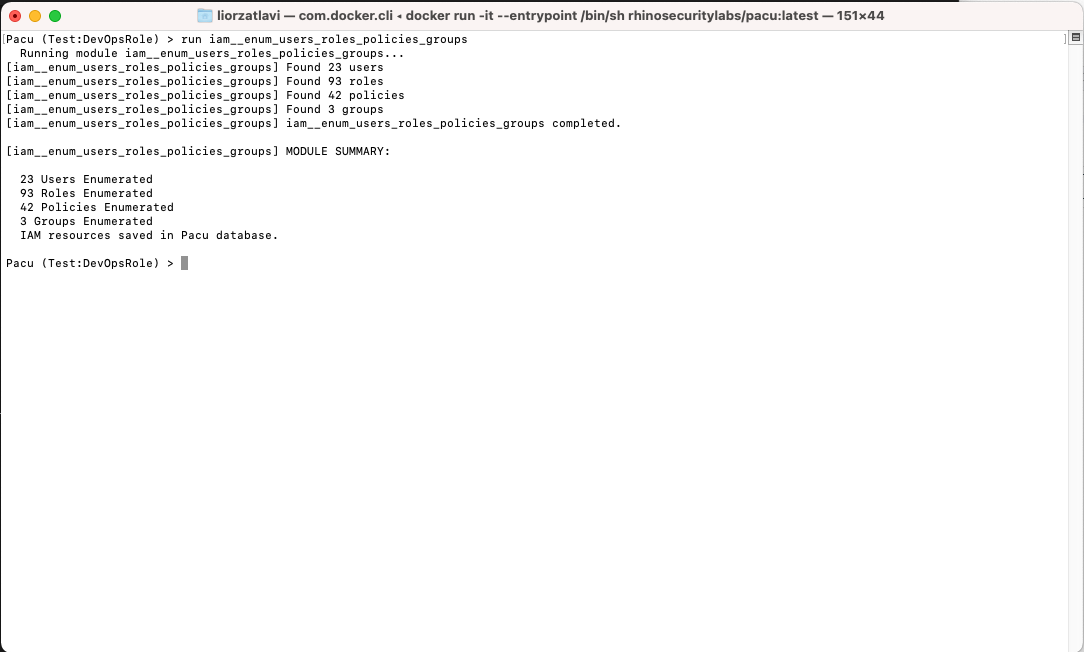 liorzatlavi — com.docker.cli ◂ docker run -it --entrypoint /bin/sh rhinosecuritylabs/pacu:latest — 151×44
[Pacu (Test:DevOpsRole) > run iam__enum_users_roles_policies_groups ]
  Running module iam__enum_users_roles_policies_groups...
[iam__enum_users_roles_policies_groups] Found 23 users
[iam__enum_users_roles_policies_groups] Found 93 roles
[iam__enum_users_roles_policies_groups] Found 42 policies
[iam__enum_users_roles_policies_groups] Found 3 groups
[iam__enum_users_roles_policies_groups] iam__enum_users_roles_policies_groups completed.
[iam__enum_users_roles_policies_groups] MODULE SUMMARY:
  23 Users Enumerated
  93 Roles Enumerated
  42 Policies Enumerated
  3 Groups Enumerated
  IAM resources saved in Pacu database.
Pacu (Test:DevOpsRole) >